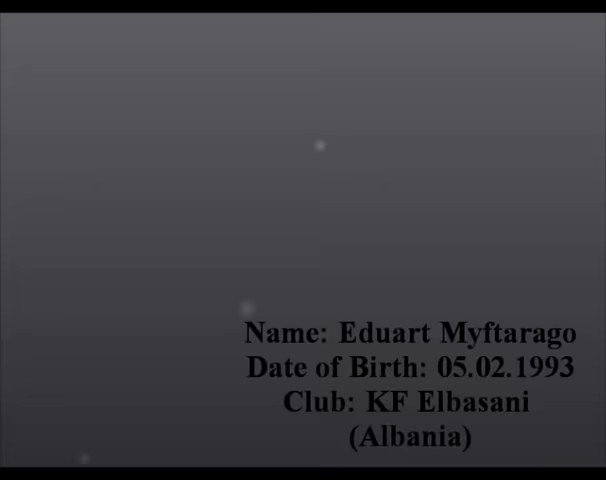 Name: Eduart Myftarago
Date of Birth: 05.02.1993
Club: KF Elbasani
(Albania)